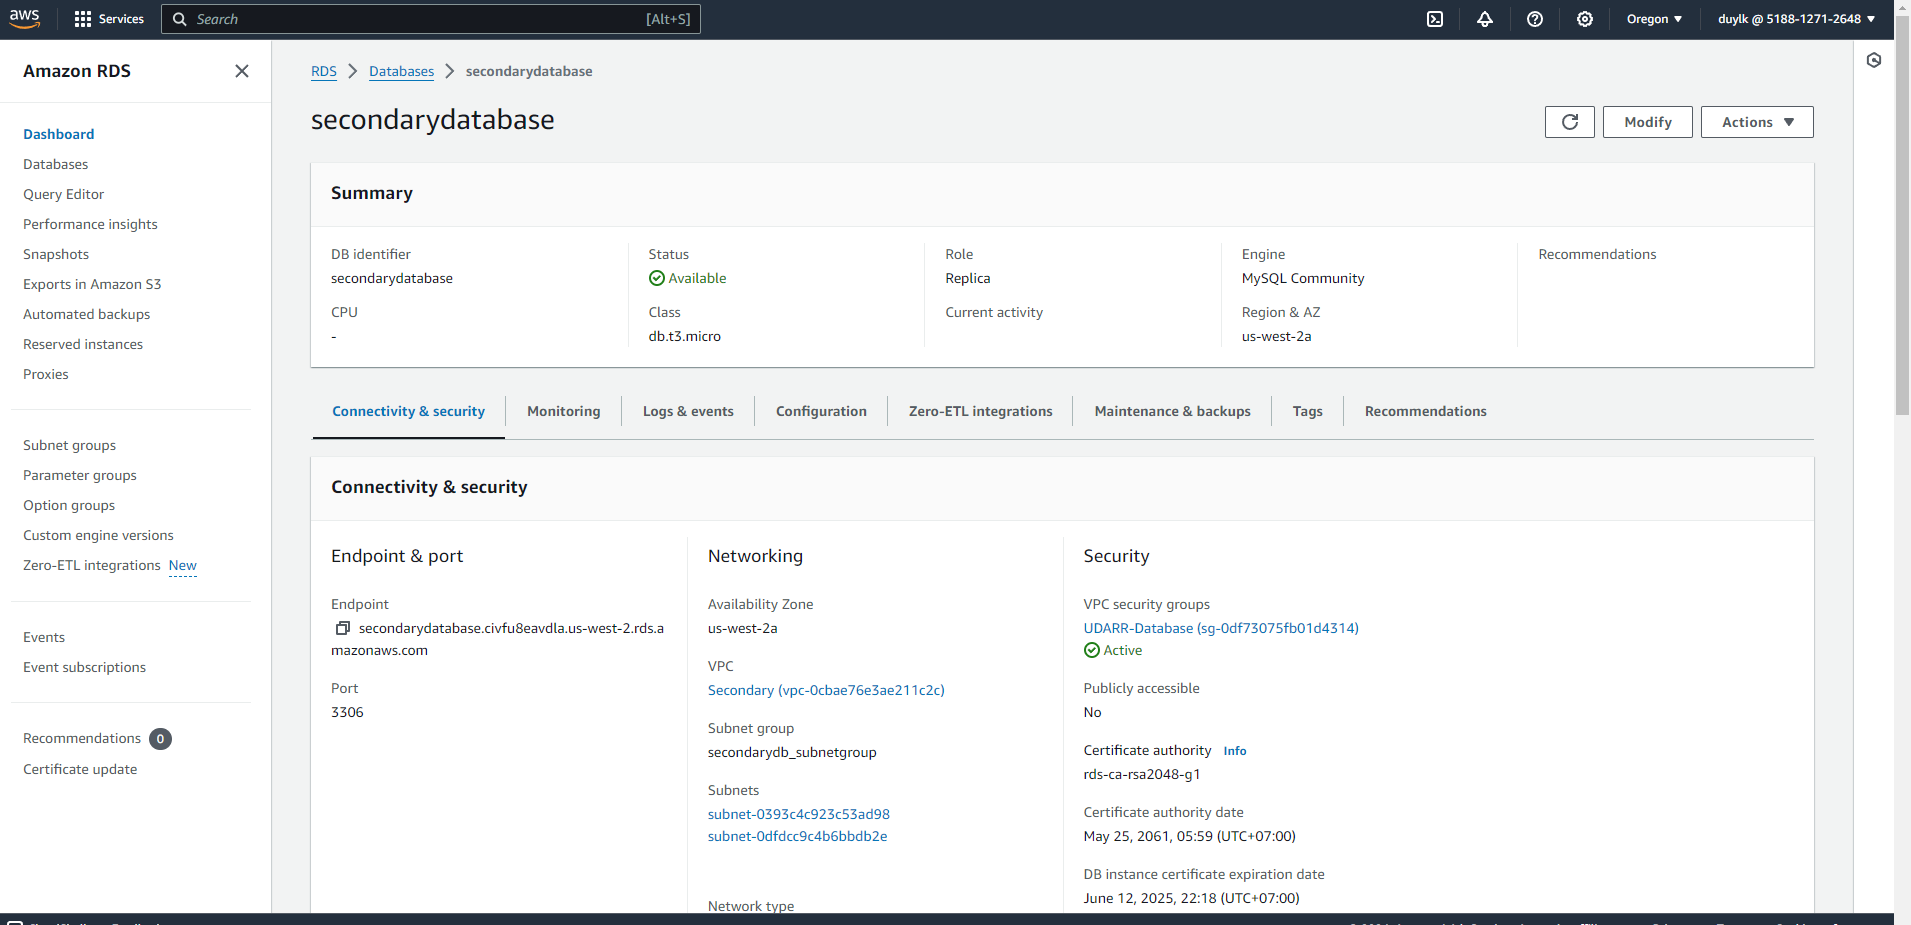 aws
Services
Search
[Alt+S]
Oregon
duylk @ 5188-1271-2648
Amazon RDS
Dashboard
Databases
Query Editor
Performance insights
Snapshots
Exports in Amazon S3
Automated backups
Reserved instances
Proxies
Subnet groups
Parameter groups
Option groups
Custom engine versions
Zero-ETL integrations New
Events
Event subscriptions
Recommendations 0
Certificate update
RDS
Databases
secondarydatabase
secondarydatabase
Modify
Actions
Summary
DB identifier
secondarydatabase
CPU
-
Status
Available
Class
db.t3.micro
Role
Replica
Current activity
Engine
MySQL Community
Region & AZ
us-west-2a
Recommendations
Connectivity & security
Monitoring
Logs & events
Configuration
Zero-ETL integrations
Maintenance & backups
Tags
Recommendations
Connectivity & security
Endpoint & port
Endpoint
secondarydatabase.civfu8eavdla.us-west-2.rds.a
mazonaws.com
Port
3306
Networking
Availability Zone
us-west-2a
VPC
Secondary (vpc-0cbae76e3ae211c2c)
Subnet group
secondarydb_subnetgroup
Subnets
subnet-0393c4c923c53ad98
subnet-0dfdcc9c4b6bbdb2e
Network type
Security
VPC security groups
UDARR-Database (sg-0df73075fb01d4314)
Active
Publicly accessible
No
Certificate authority Info
rds-ca-rsa2048-g1
Certificate authority date
May 25, 2061, 05:59 (UTC+07:00)
DB instance certificate expiration date
June 12, 2025, 22:18 (UTC+07:00)